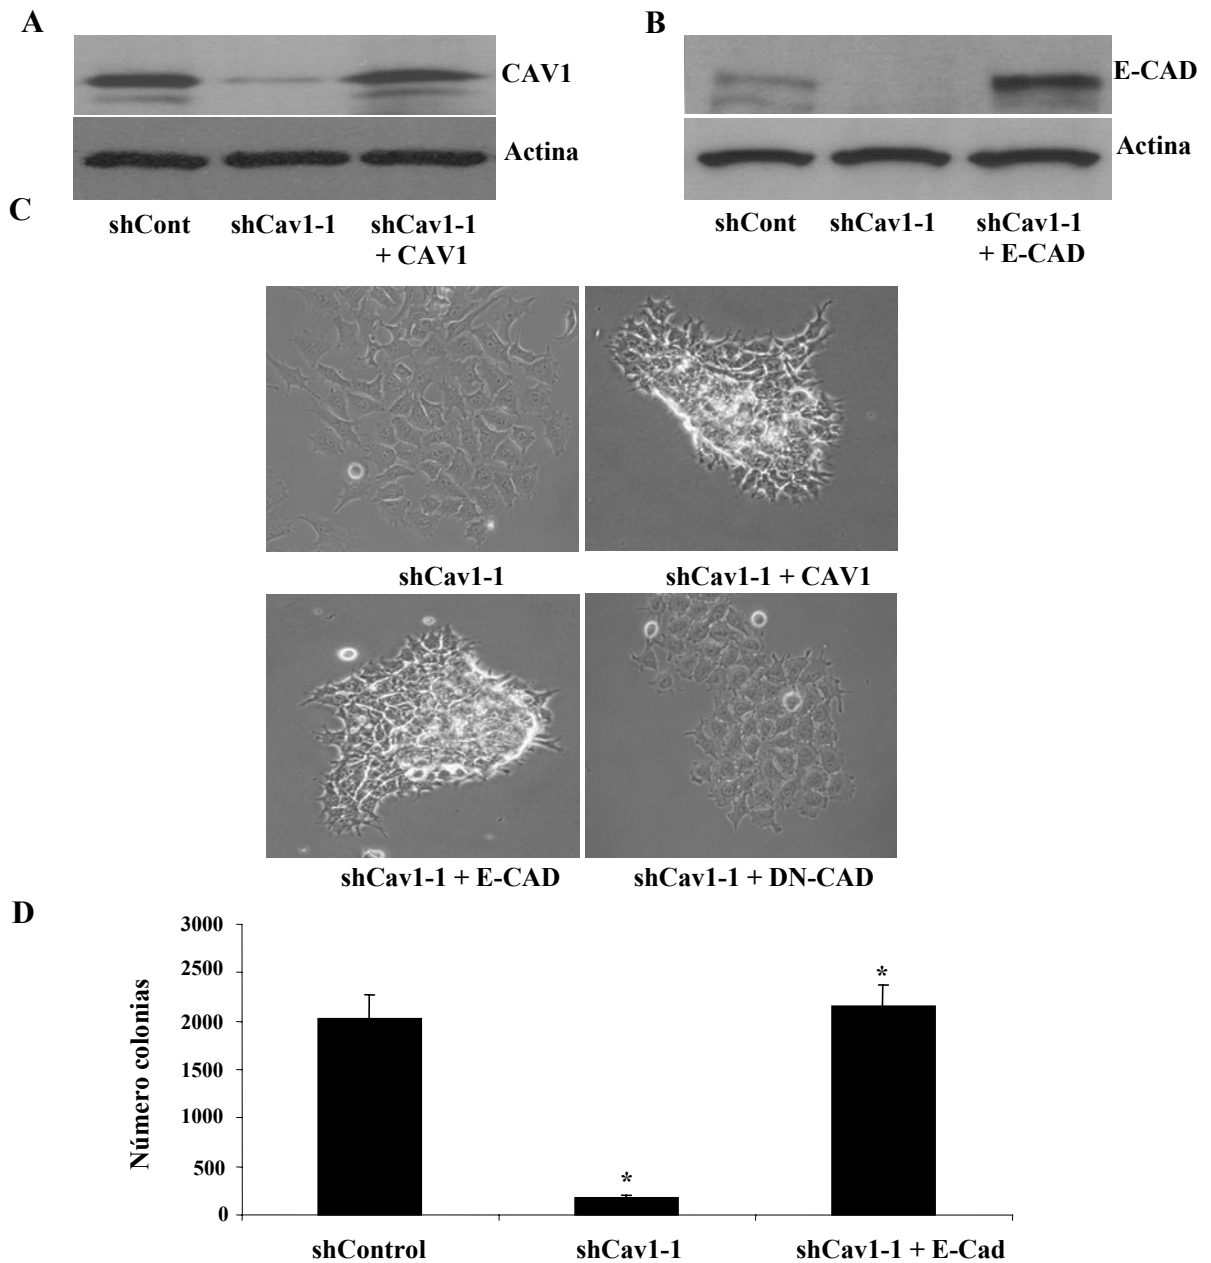 A
CAV1
Actina
shCont
shCav1-1
shCav1-1
+ CAV1
B
E-CAD
Actina
shCont
shCav1-1
shCav1-1
+ E-CAD
C
shCav1-1
shCav1-1 + CAV1
shCav1-1 + E-CAD
shCav1-1 + DN-CAD
D
Número colonias
3000
2500
2000
1500
1000
500
0
*
*
shControl
shCav1-1
shCav1-1 + E-Cad